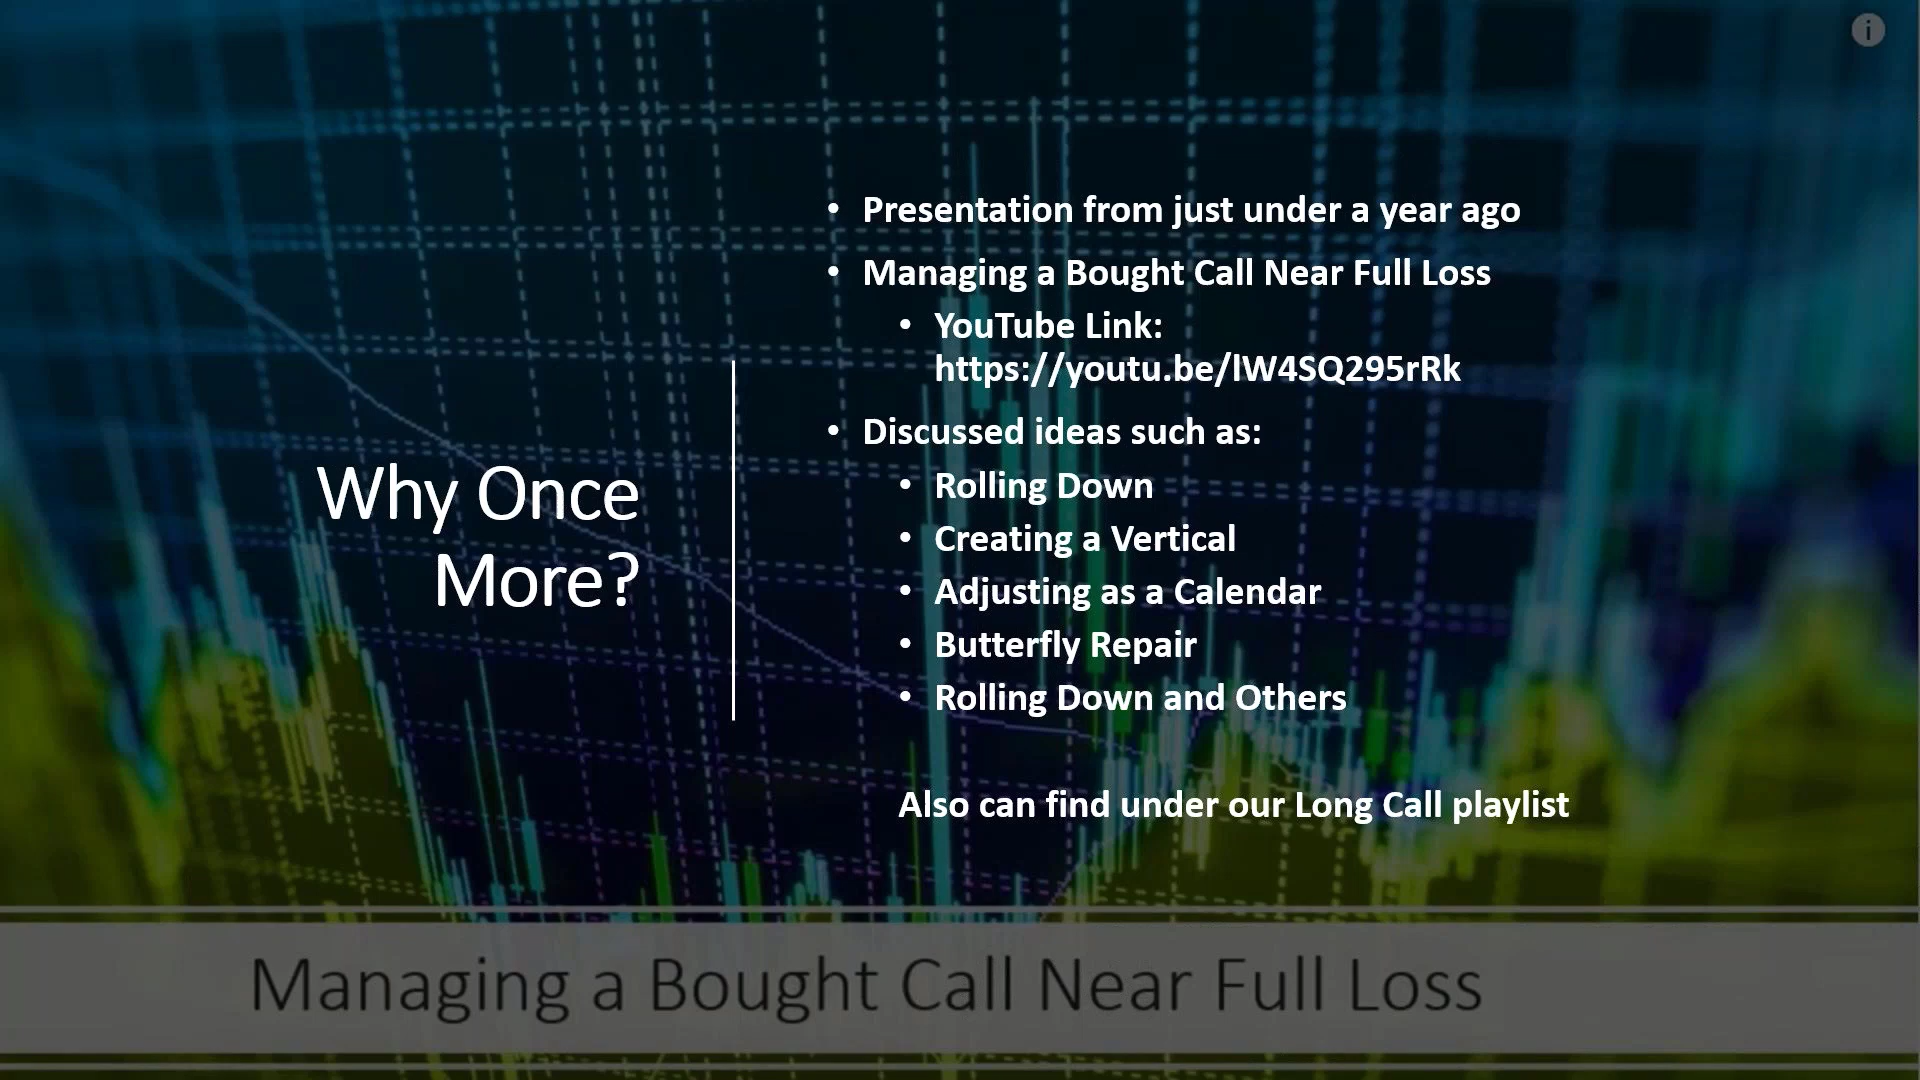 Why Once
More?
• Presentation from just under a year ago
• Managing a Bought Call Near Full Loss
• YouTube Link:
https://youtu.be/lW4SQ295rRk
• Discussed ideas such as:
• Rolling Down
• Creating a Vertical
• Adjusting as a Calendar
• Butterfly Repair
• Rolling Down and Others
Also can find under our Long Call playlist
Managing a Bought Call Near Full Loss